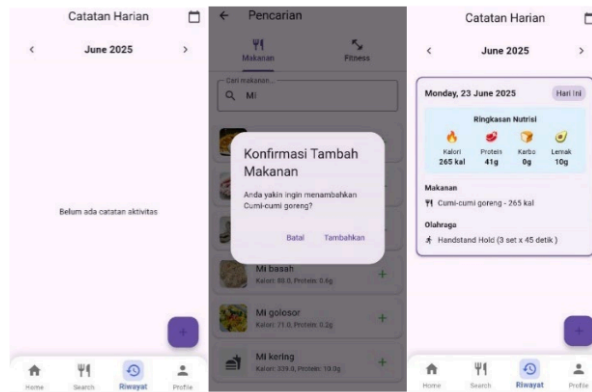 Catatan Harian
June 2025
Belum ada catatan aktivitas
Home Search Riwayat Profile
Pencarian
Makanan Fitness
Cari makanan...
MI
Konfirmasi Tambah
Makanan
Anda yakin ingin menambahkan
Cumi-cumi goreng?
Batal Tambahkan
Mi basah
Kalori: 88.0, Protein: 0.6g
Mi golosor
Kalori: 71.0, Protein: 0.2g
Mi kering
Kalori: 339.0, Protein: 10.0g
Catatan Harian
June 2025
Monday, 23 June 2025 Hari Ini
Ringkasan Nutrisi
Kalori Protein Karbo Lemak
265 kal 41g 0g 10g
Makanan
Cumi-cumi goreng - 265 kal
Olahraga
Handstand Hold (3 set x 45 detik )
Home Search Riwayat Profile